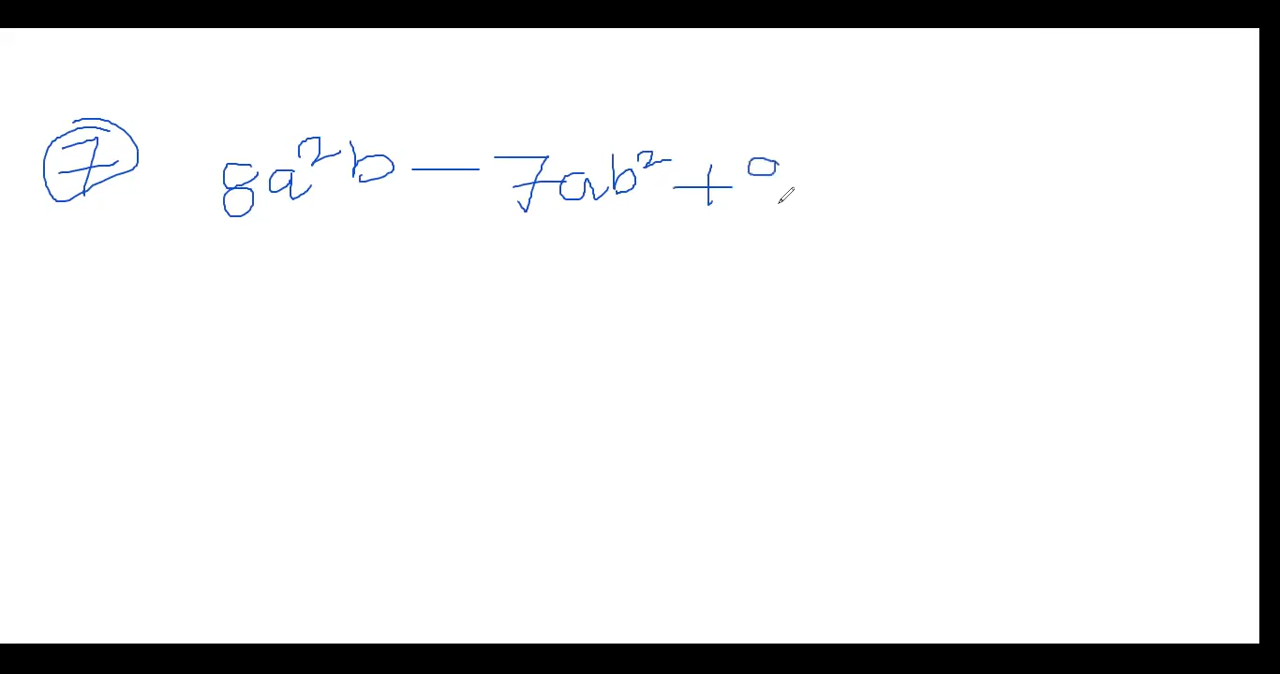 ⑦ 8a²b — 7ab² +